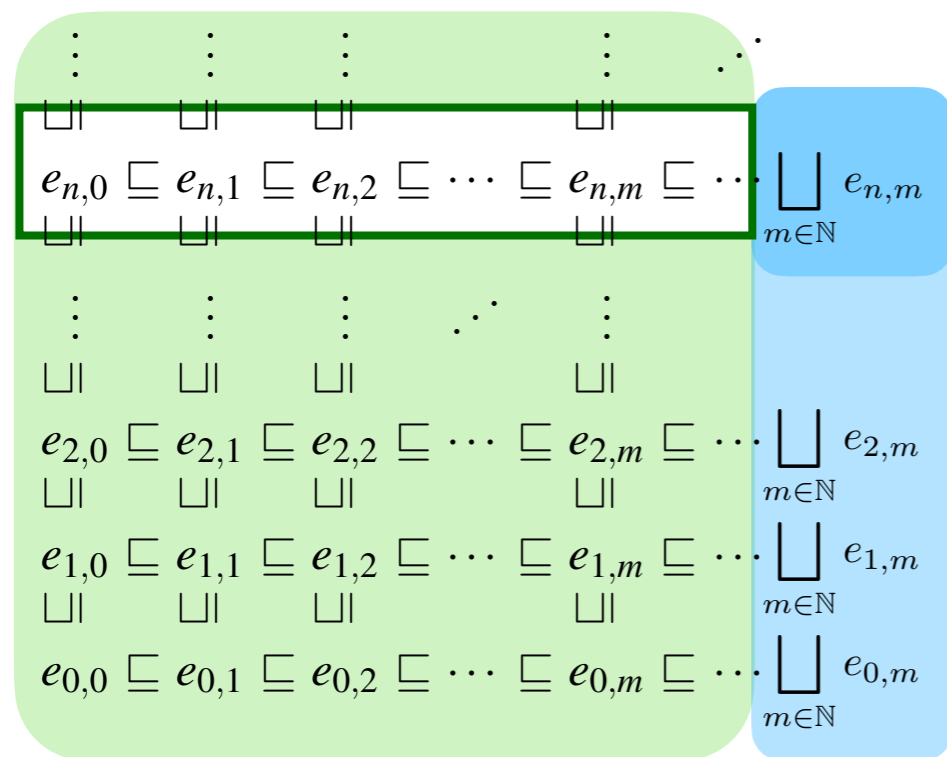 ⋮ ⋮ ⋮ ⋮ ⋰
⊔|| ⊔|| ⊔|| ⊔||
e_{n,0} ⊑ e_{n,1} ⊑ e_{n,2} ⊑ ⋯ ⊑ e_{n,m} ⊑ ⋯ ⨆_{m∈ℕ} e_{n,m}
⊔|| ⊔|| ⊔|| ⊔||
⋮ ⋮ ⋮ ⋰ ⋮
⊔|| ⊔|| ⊔|| ⊔||
e_{2,0} ⊑ e_{2,1} ⊑ e_{2,2} ⊑ ⋯ ⊑ e_{2,m} ⊑ ⋯ ⨆_{m∈ℕ} e_{2,m}
⊔|| ⊔|| ⊔|| ⊔||
e_{1,0} ⊑ e_{1,1} ⊑ e_{1,2} ⊑ ⋯ ⊑ e_{1,m} ⊑ ⋯ ⨆_{m∈ℕ} e_{1,m}
⊔|| ⊔|| ⊔|| ⊔||
e_{0,0} ⊑ e_{0,1} ⊑ e_{0,2} ⊑ ⋯ ⊑ e_{0,m} ⊑ ⋯ ⨆_{m∈ℕ} e_{0,m}